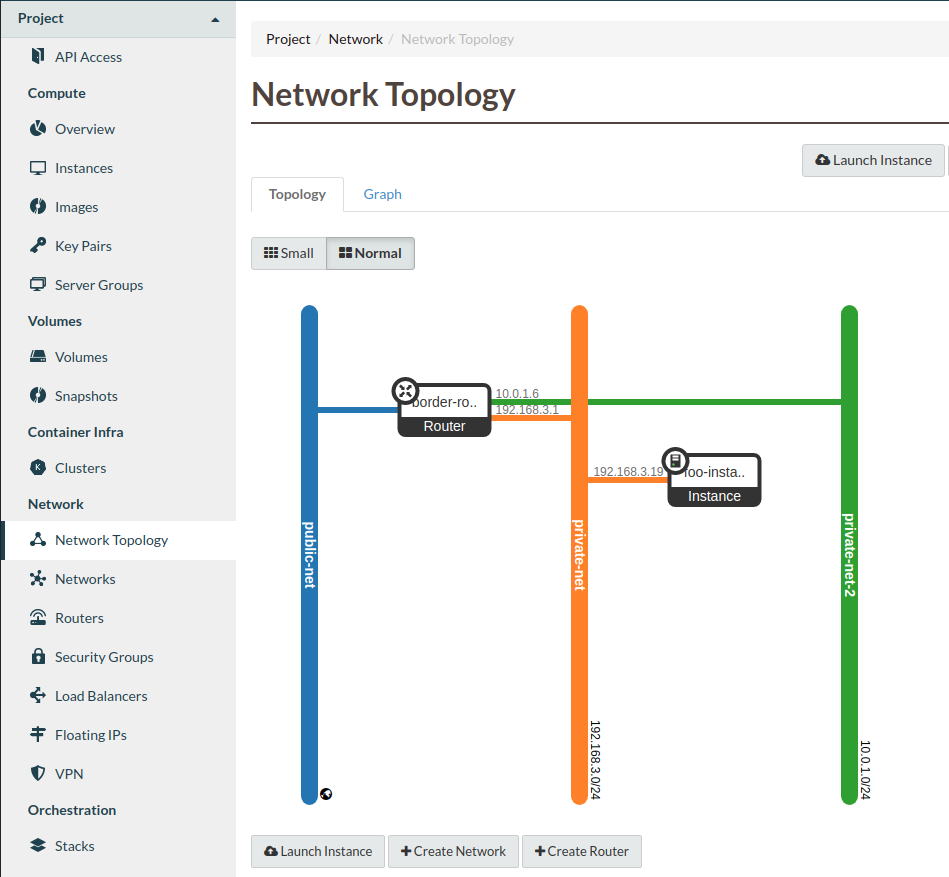 Project
API Access
Compute
Overview
Instances
Images
Key Pairs
Server Groups
Volumes
Volumes
Snapshots
Container Infra
Clusters
Network
Network Topology
Networks
Routers
Security Groups
Load Balancers
Floating IPs
VPN
Orchestration
Stacks
Project / Network / Network Topology
Network Topology
Launch Instance
Topology Graph
Small Normal
border-ro..
Router
10.0.1.6
192.168.3.1
192.168.3.19
foo-insta..
Instance
public-net
private-net
192.168.3.0/24
private-net-2
10.0.1.0/24
Launch Instance Create Network Create Router